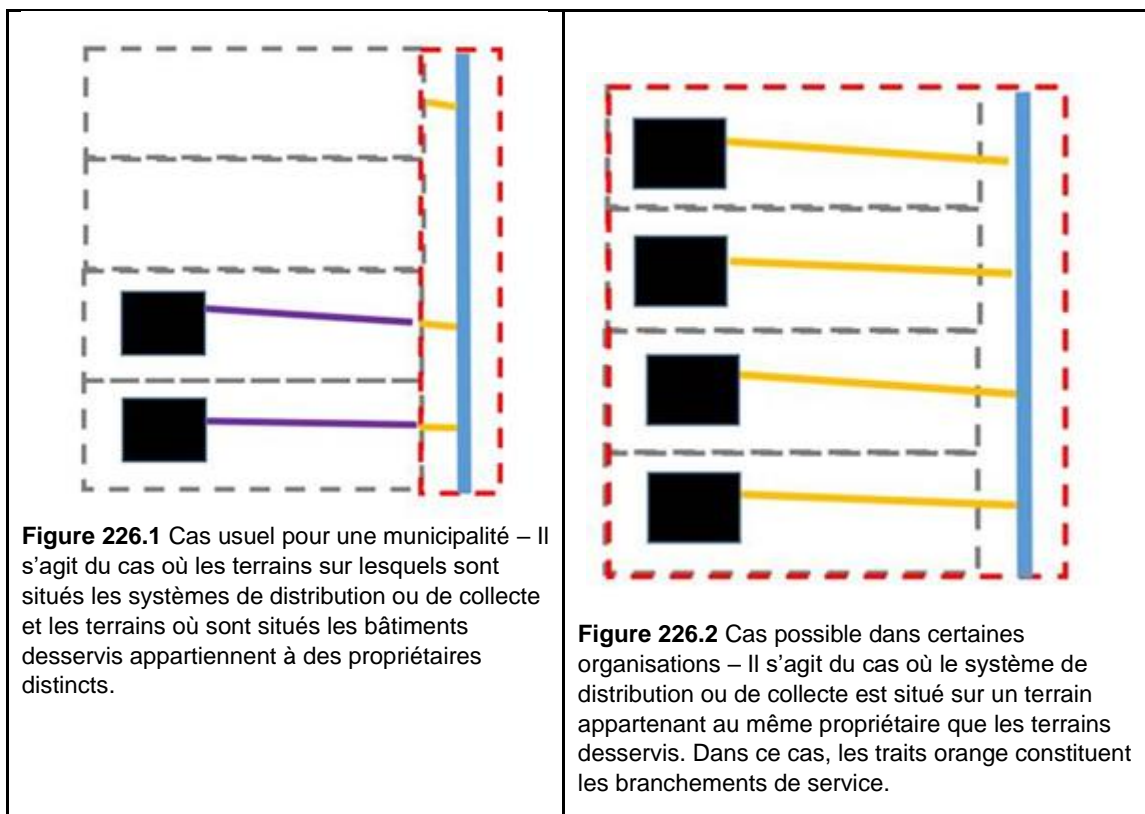 Figure 226.1 Cas usuel pour une municipalité – Il
s'agit du cas où les terrains sur lesquels sont
situés les systèmes de distribution ou de collecte
et les terrains où sont situés les bâtiments
desservis appartiennent à des propriétaires
distincts.
Figure 226.2 Cas possible dans certaines
organisations – Il s'agit du cas où le système de
distribution ou de collecte est situé sur un terrain
appartenant au même propriétaire que les terrains
desservis. Dans ce cas, les traits orange constituent
les branchements de service.